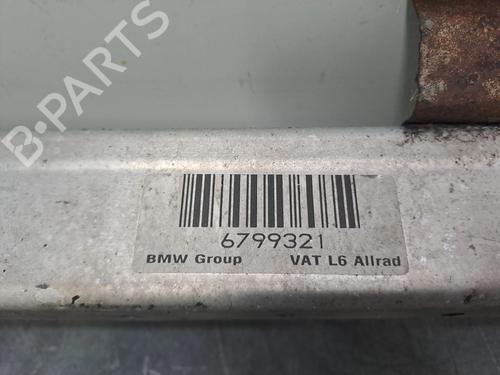 B-PARTS
6799321
BMW Group VAT L6 Allrad